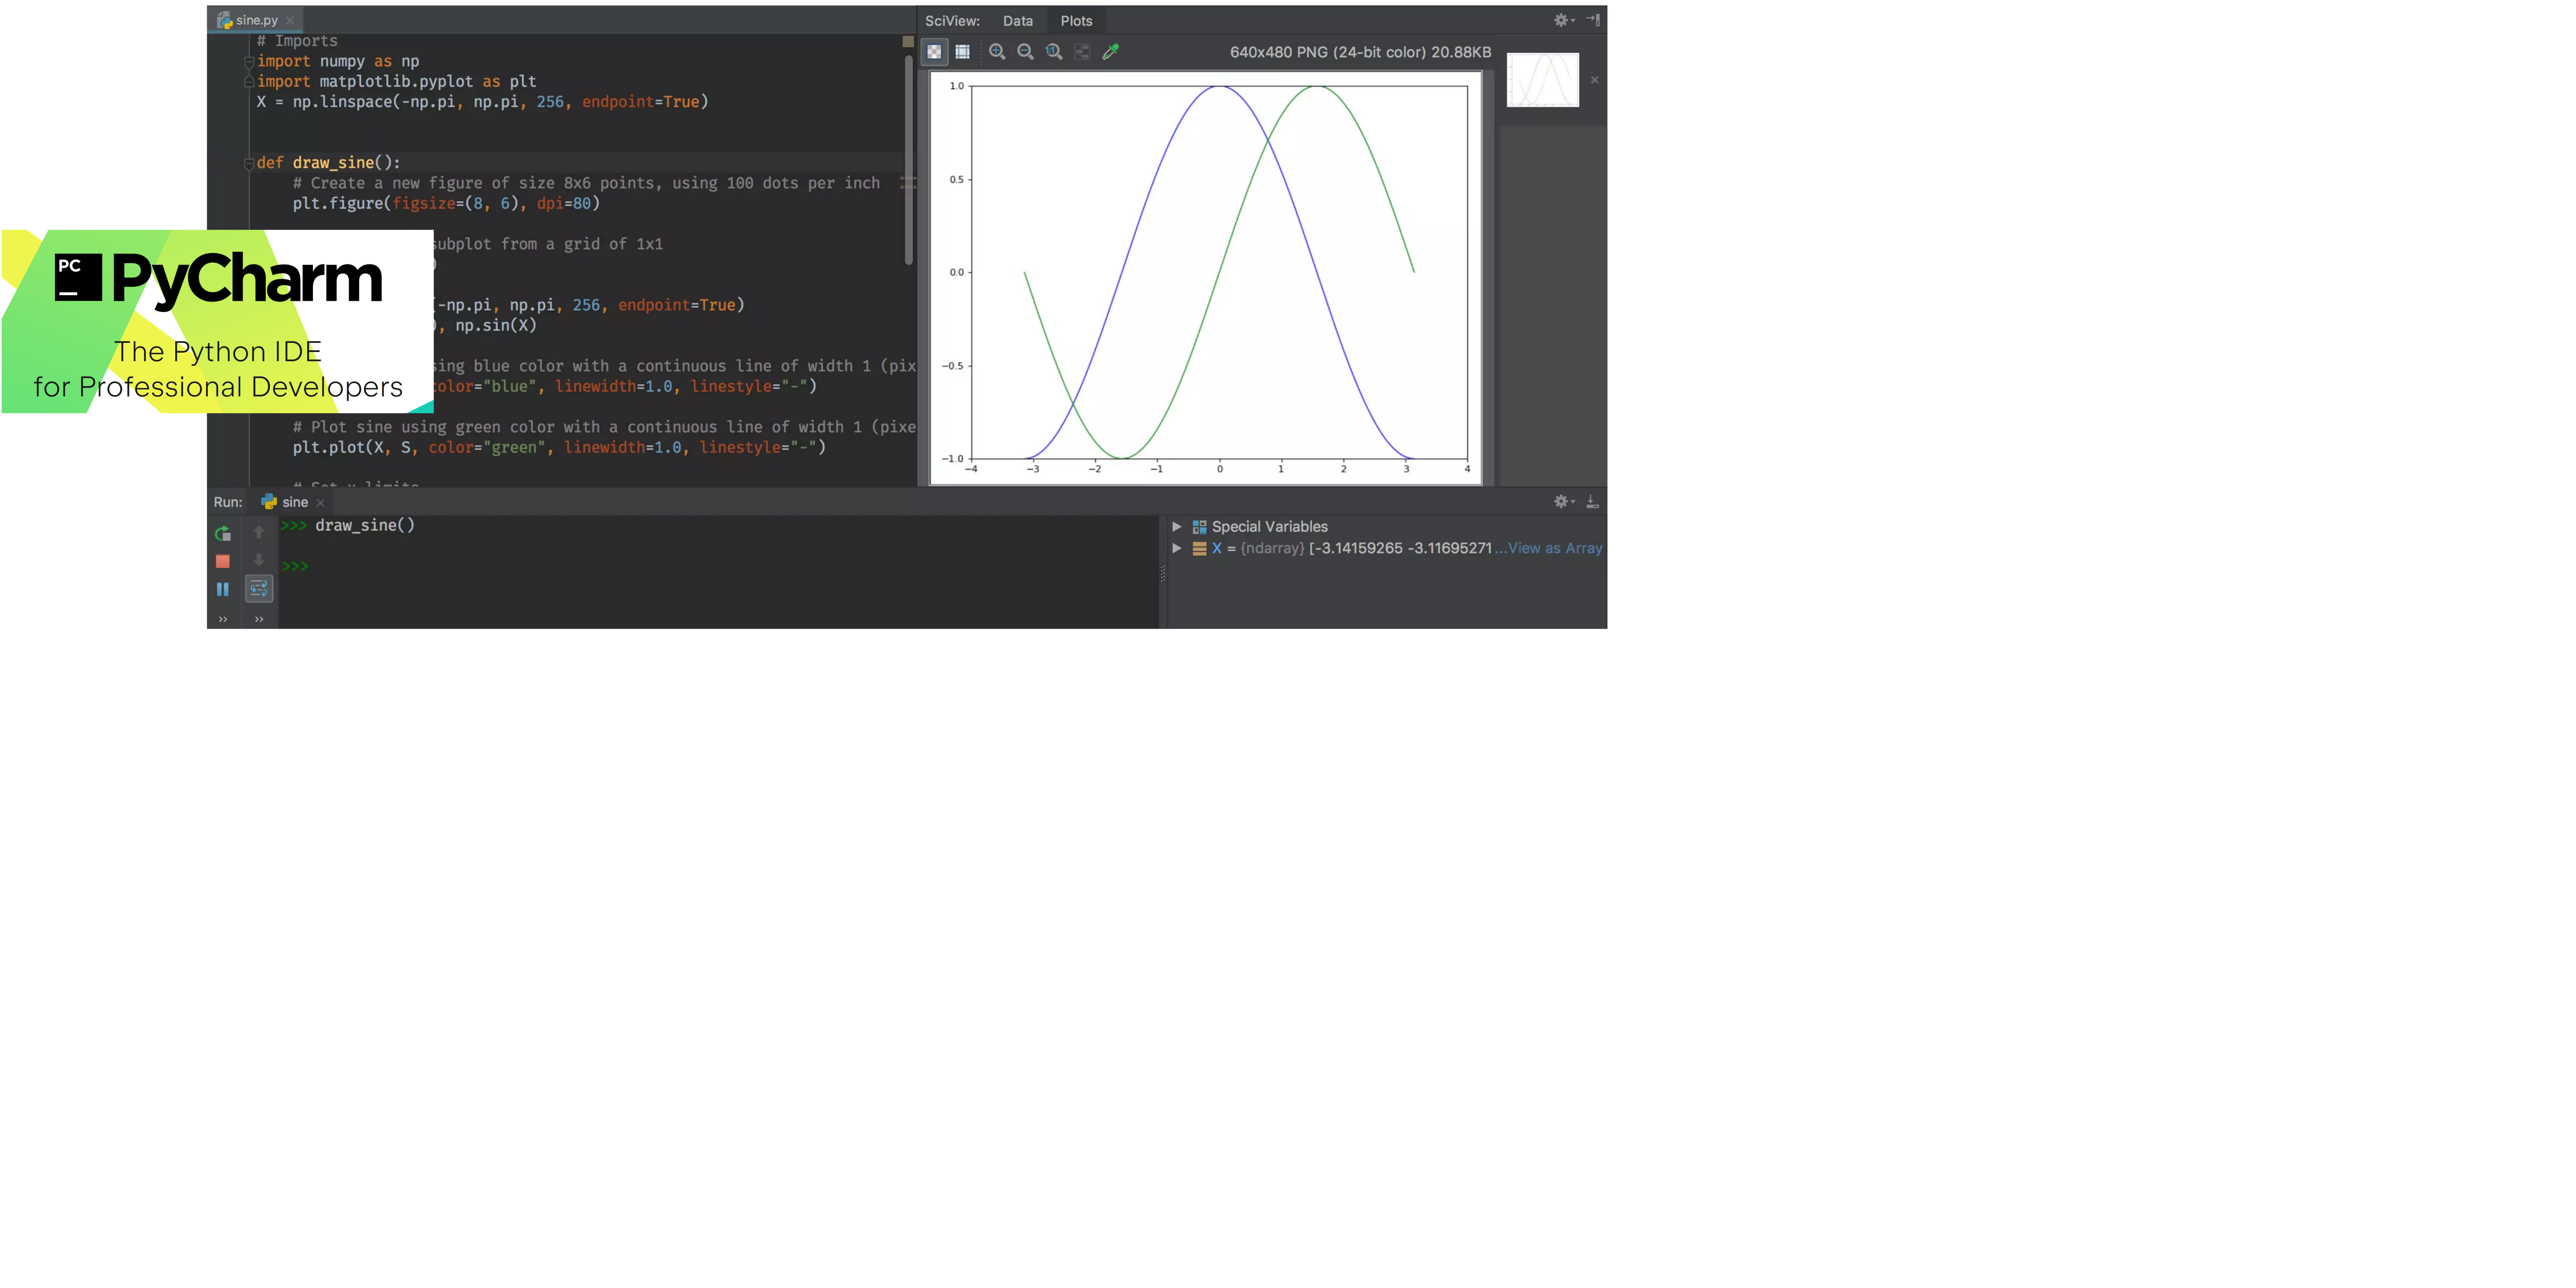 sine.py
# Imports
import numpy as np
import matplotlib.pyplot as plt
X = np.linspace(-np.pi, np.pi, 256, endpoint=True)
def draw_sine():
# Create a new figure of size 8x6 points, using 100 dots per inch
plt.figure(figsize=(8, 6), dpi=80)
subplot from a grid of 1x1
)
(-np.pi, np.pi, 256, endpoint=True)
), np.sin(X)
sing blue color with a continuous line of width 1 (pix
color="blue", linewidth=1.0, linestyle="-")
# Plot sine using green color with a continuous line of width 1 (pixe
plt.plot(X, S, color="green", linewidth=1.0, linestyle="-")
# Set x limits
PC
PyCharm
The Python IDE
for Professional Developers
SciView: Data Plots
640x480 PNG (24-bit color) 20.88KB
1.0
0.5
0.0
−0.5
−1.0
−4 −3 −2 −1 0 1 2 3 4
Run: sine
>>> draw_sine()
>>>
Special Variables
X = {ndarray} [-3.14159265 -3.11695271 ...View as Array